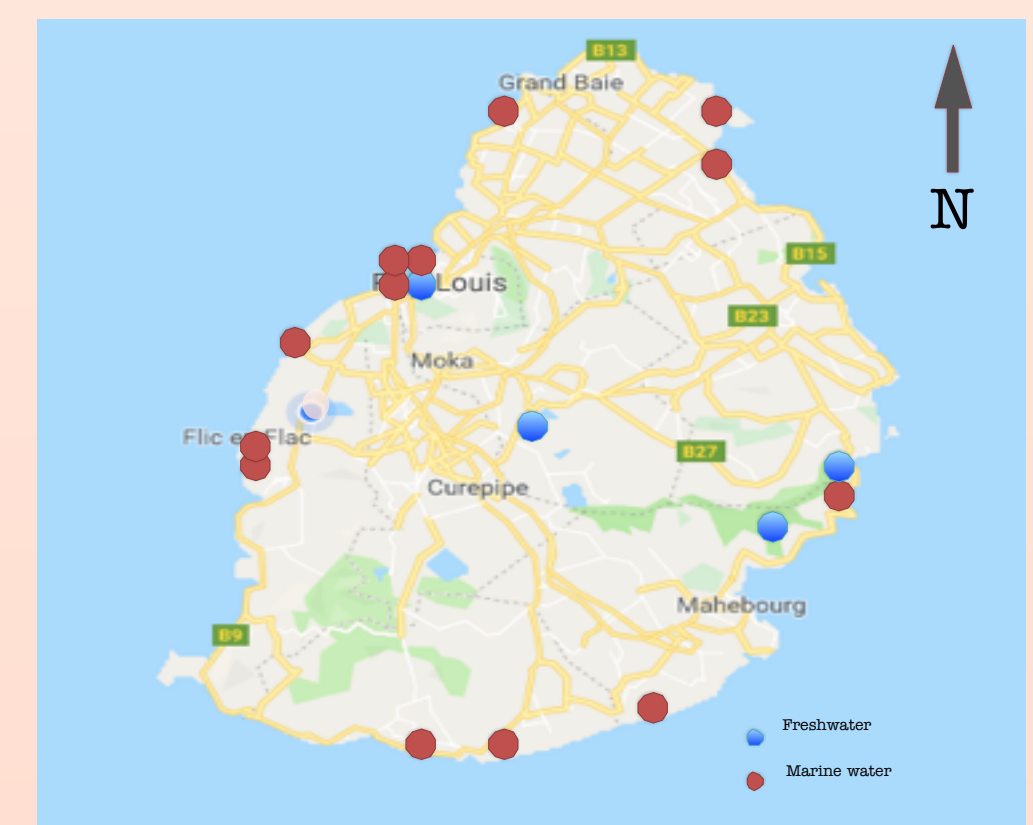 B13
Grand Baie
N
B15
Louis
B23
Moka
Flic en Flac
B27
Curepipe
Mahebourg
B9
Freshwater
Marine water